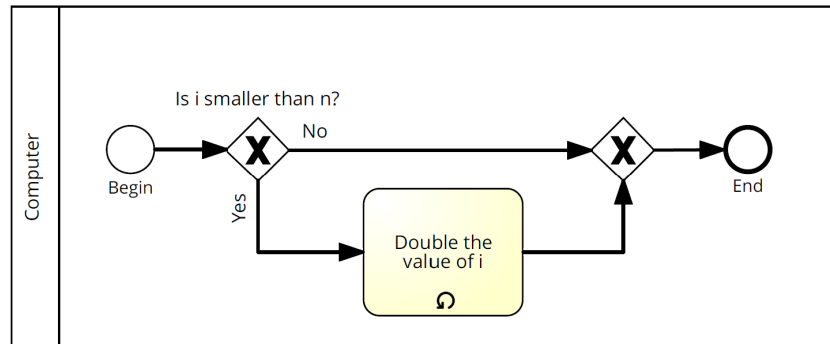 Computer
Is i smaller than n?
No
Begin
Yes
Double the
value of i
End